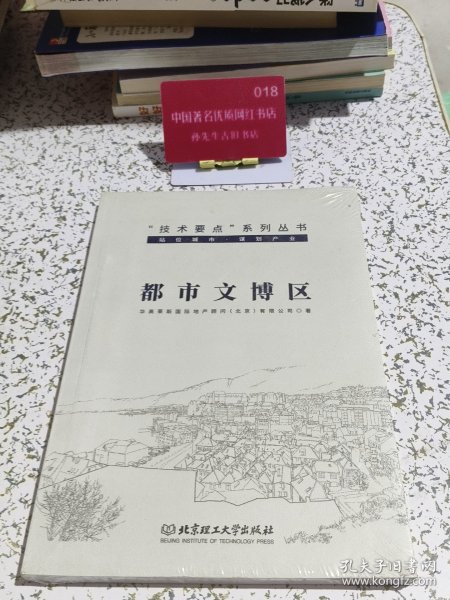 018
中国著名优质网红书店
孙先生古旧书店
“技术要点”系列丛书
站位城市·谋划产业
都市文博区
华高莱斯国际地产顾问（北京）有限公司◎著
北京理工大学出版社
BEIJING INSTITUTE OF TECHNOLOGY PRESS
孔夫子旧书网
www.kongfz.com